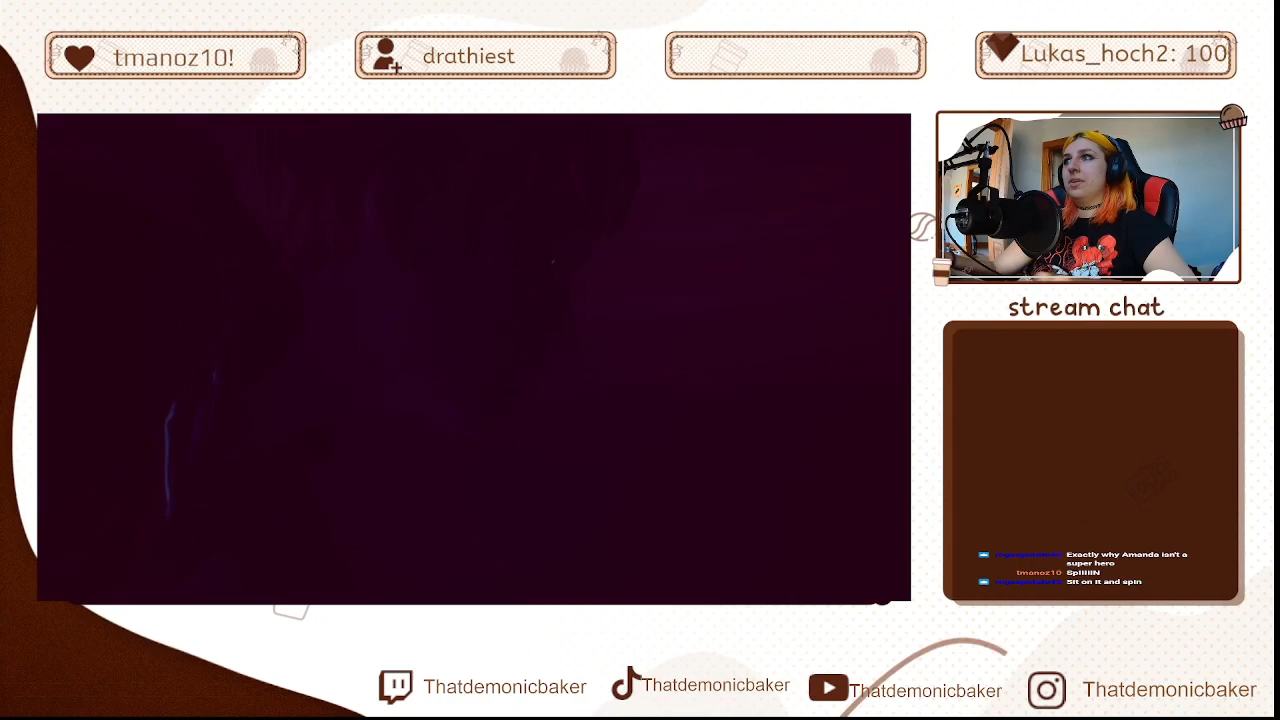 tmanoz10!
drathiest
Lukas_hoch2: 100
stream chat
Exactly why Amanda isn't a
super hero
tmanoz10 SpIIIIIN
Sit on it and spin
Thatdemonicbaker
Thatdemonicbaker
Thatdemonicbaker
Thatdemonicbaker